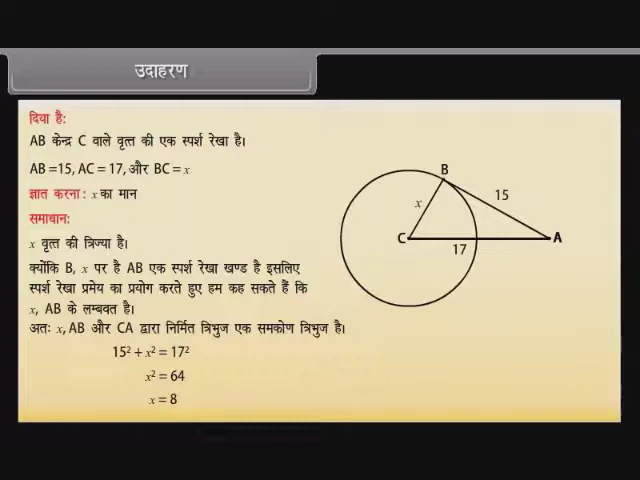 उदाहरण
दिया है:
AB केन्द्र C वाले वृत्त की एक स्पर्श रेखा है।
AB =15, AC = 17, और BC = x
ज्ञात करना : x का मान
समाधान:
x वृत्त की त्रिज्या है।
क्योंकि B, x पर है AB एक स्पर्श रेखा खण्ड है इसलिए
स्पर्श रेखा प्रमेय का प्रयोग करते हुए हम कह सकते हैं कि
x, AB के लम्बवत है।
अतः x, AB और CA द्वारा निर्मित त्रिभुज एक समकोण त्रिभुज है।
15² + x² = 17²
x² = 64
x = 8
B
x
15
C
A
17